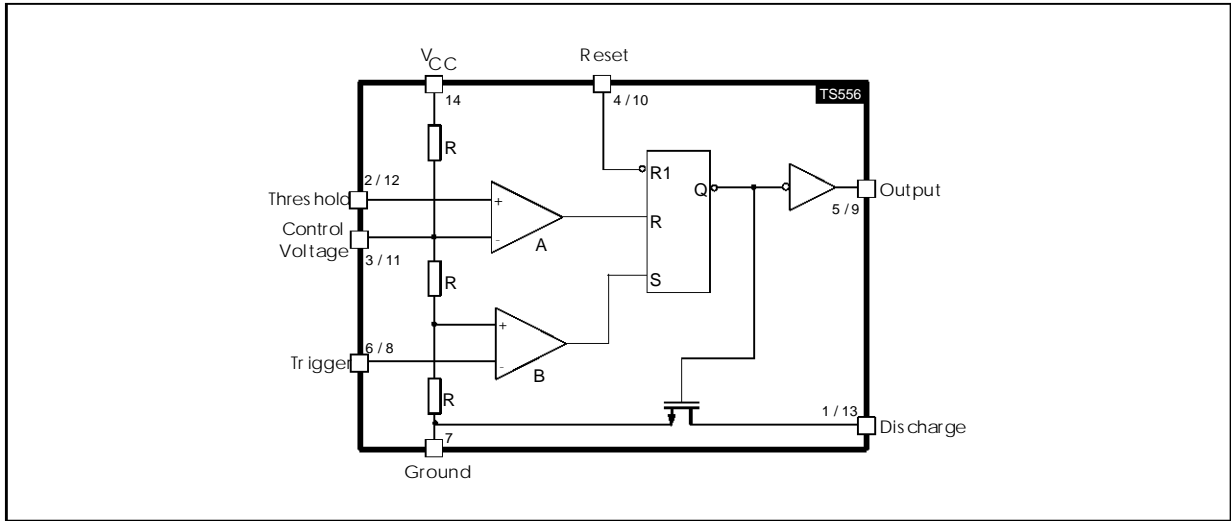 VCC
Reset
14
4 / 10
TS556
R
2 / 12
R1
Threshold
+
Q
Output
5 / 9
Control
Voltage
-
A
R
3 / 11
R
S
+
Trigger
6 / 8
-
B
R
1 / 13
Discharge
7
Ground